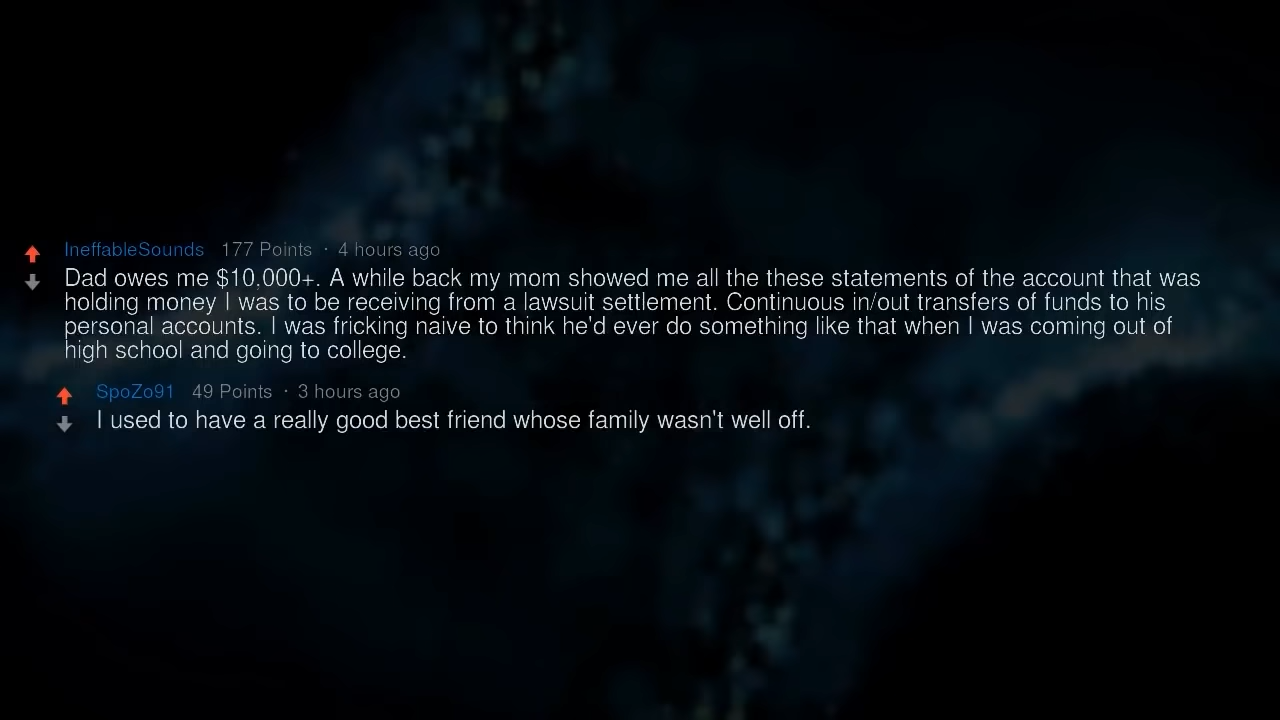 IneffableSounds 177 Points · 4 hours ago
Dad owes me $10,000+. A while back my mom showed me all the these statements of the account that was
holding money I was to be receiving from a lawsuit settlement. Continuous in/out transfers of funds to his
personal accounts. I was fricking naive to think he'd ever do something like that when I was coming out of
high school and going to college.
SpoZo91 49 Points · 3 hours ago
I used to have a really good best friend whose family wasn't well off.